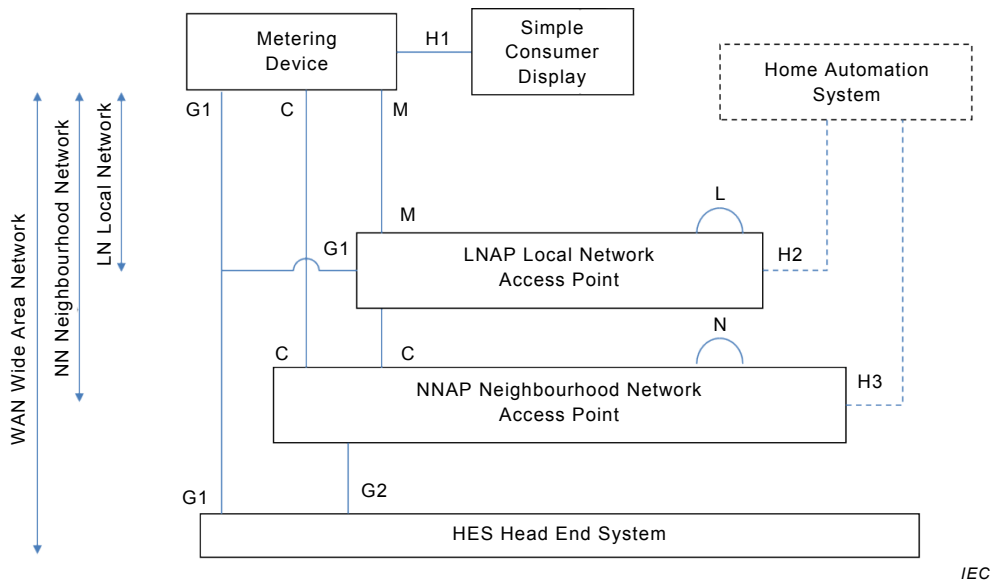 Metering
Device
H1
Simple
Consumer
Display
Home Automation
System
G1
C
M
WAN Wide Area Network
NN Neighbourhood Network
LN Local Network
M
L
G1
LNAP Local Network
Access Point
H2
C
C
N
NNAP Neighbourhood Network
Access Point
H3
G1
G2
HES Head End System
IEC